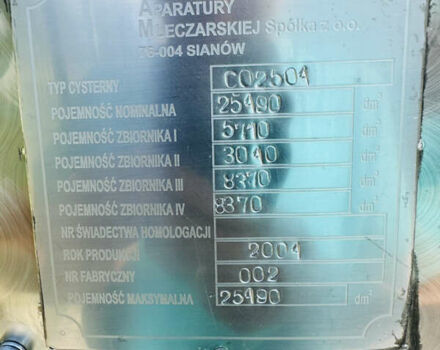 APARATURY
MLECZARSKIEJ Spółka z o.o.
76-004 SIANÓW
TYP CYSTERNY CO2504
POJEMNOŚĆ NOMINALNA 25490 dm³
POJEMNOŚĆ ZBIORNIKA I 5710 dm³
POJEMNOŚĆ ZBIORNIKA II 3040 dm³
POJEMNOŚĆ ZBIORNIKA III 8370 dm³
POJEMNOŚĆ ZBIORNIKA IV 8370 dm³
NR ŚWIADECTWA HOMOLOGACJI
ROK PRODUKCJI 2004
NR FABRYCZNY 002
POJEMNOŚĆ MAKSYMALNA 25490 dm³